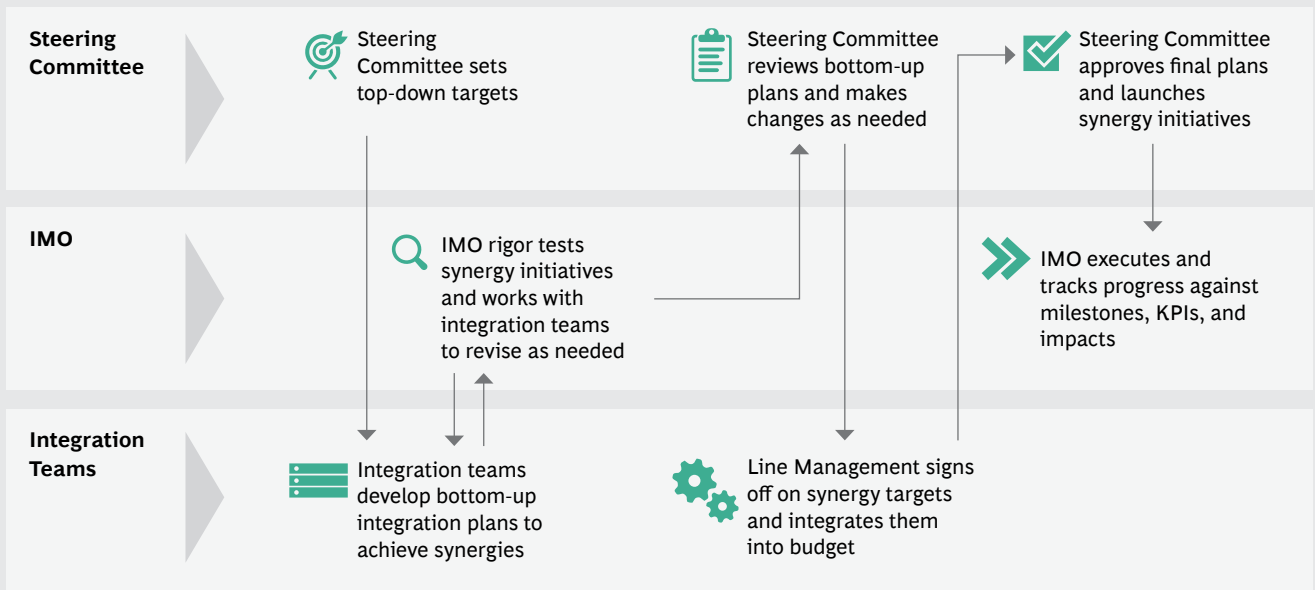 Steering
Committee
Steering
Committee sets
top-down targets
Steering Committee
reviews bottom-up
plans and makes
changes as needed
Steering Committee
approves final plans
and launches
synergy initiatives
IMO
IMO rigor tests
synergy initiatives
and works with
integration teams
to revise as needed
IMO executes and
tracks progress against
milestones, KPIs, and
impacts
Integration
Teams
Integration teams
develop bottom-up
integration plans to
achieve synergies
Line Management signs
off on synergy targets
and integrates them
into budget